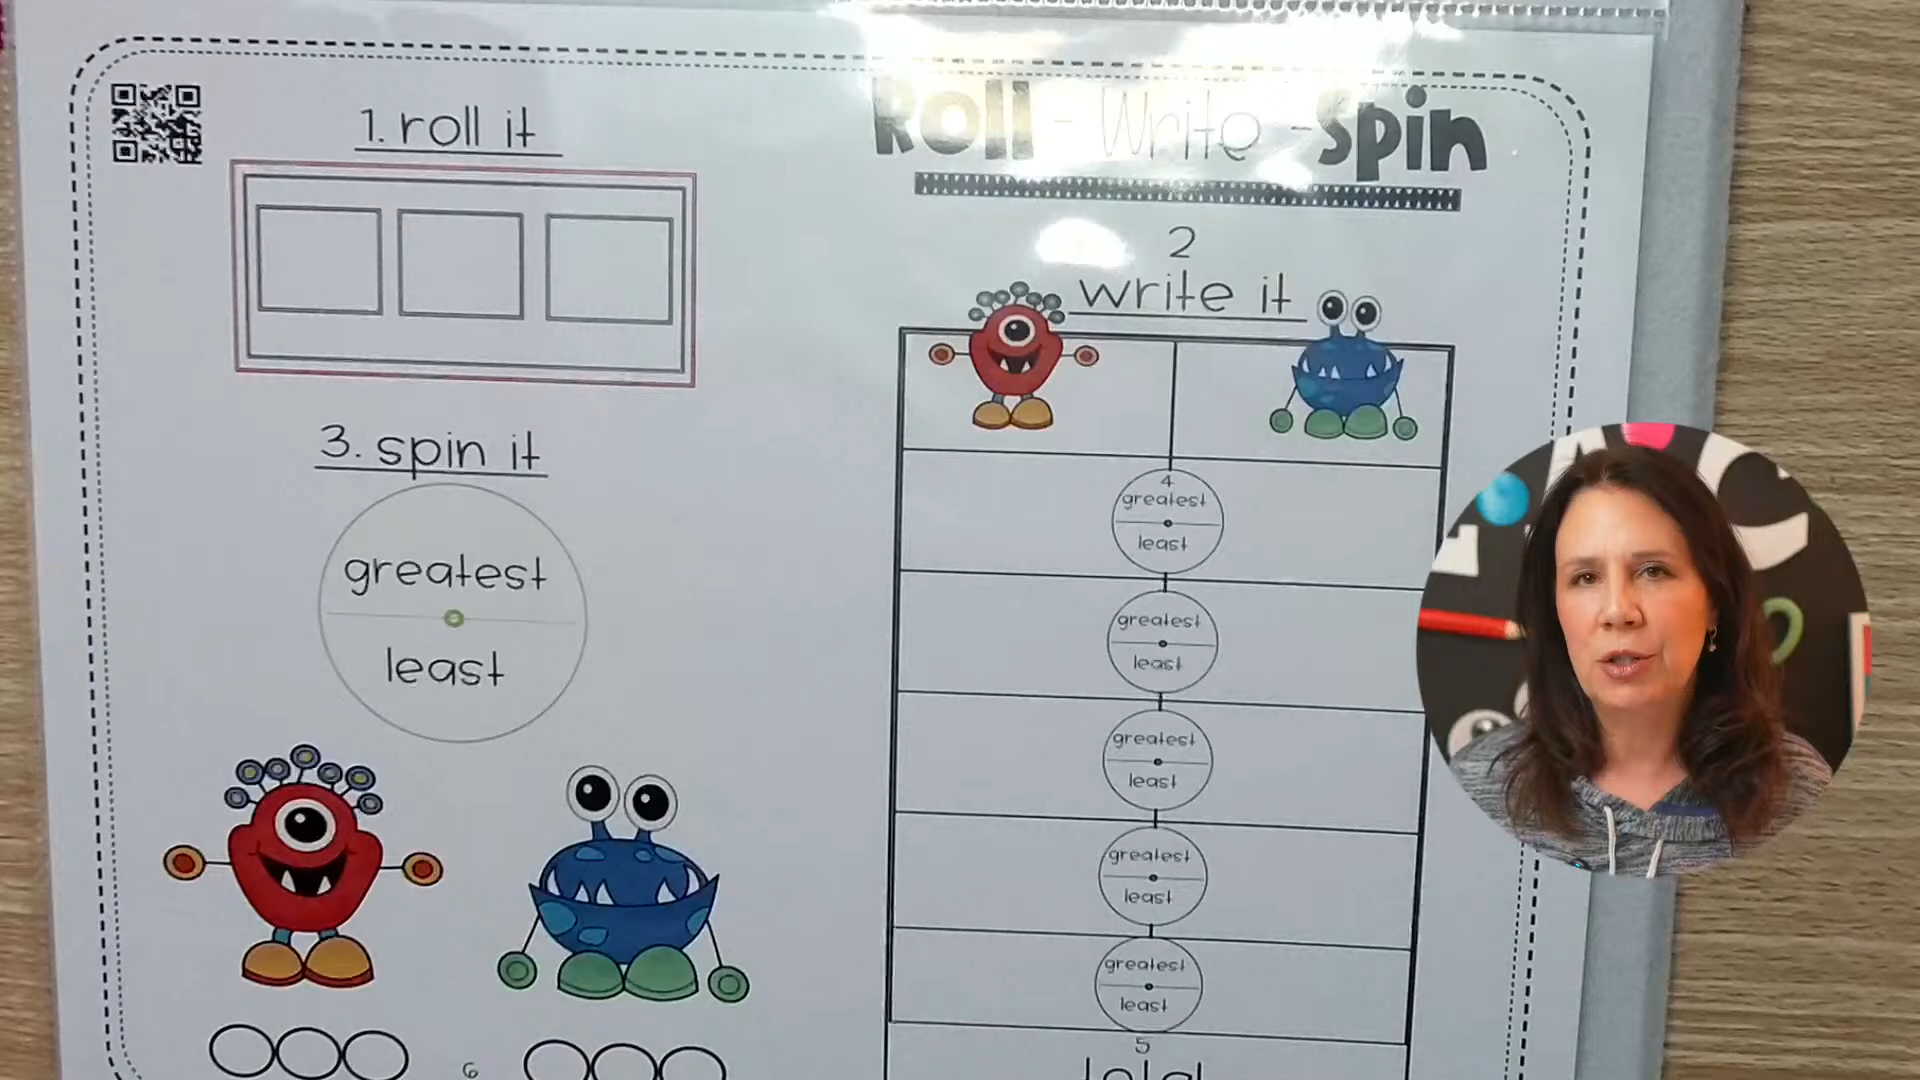 1. roll it
Roll - Write - Spin
2
write it
3. spin it
greatest
least
4
greatest
least
greatest
least
greatest
least
greatest
least
greatest
least
5
total
6